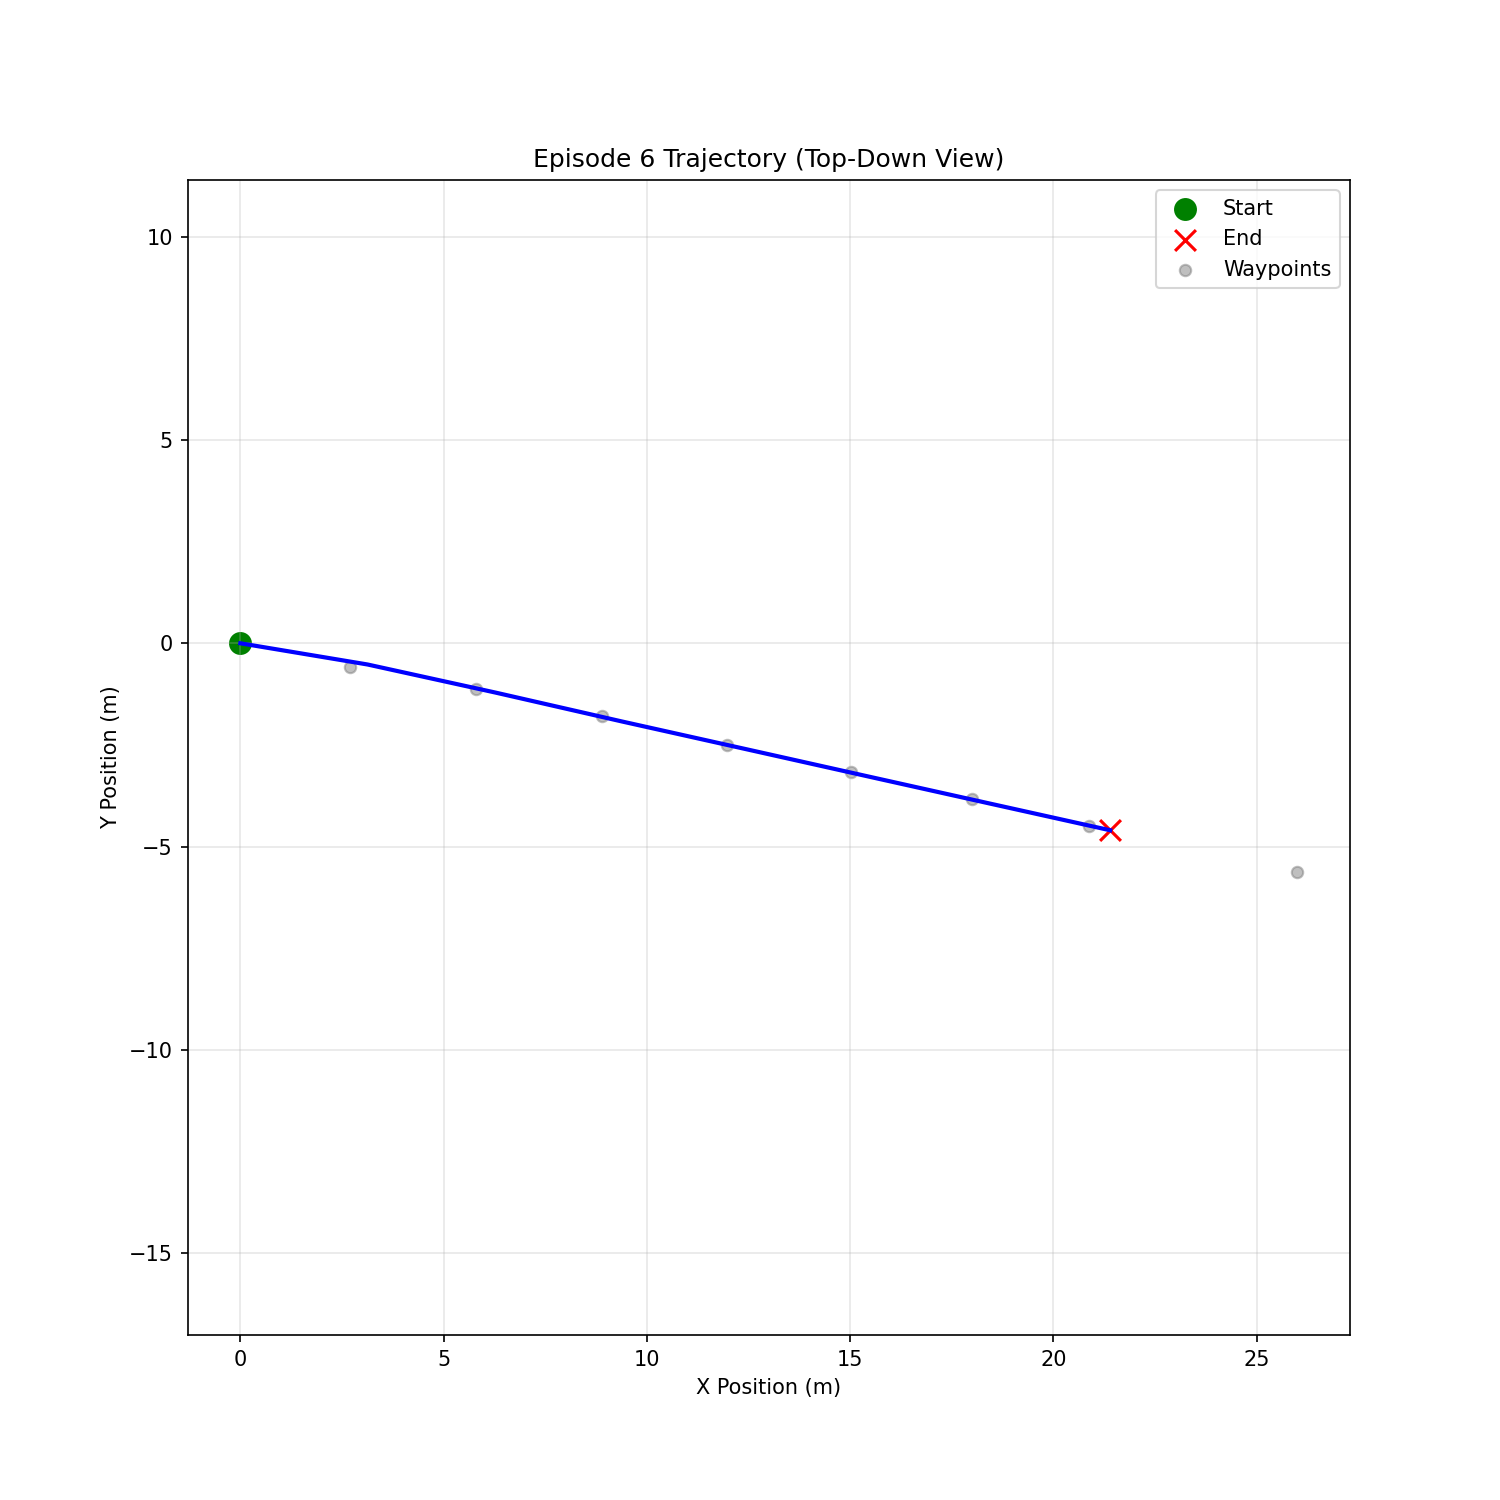 Episode 6 Trajectory (Top-Down View)
Start
End
Waypoints
10
5
0
−5
−10
−15
Y Position (m)
0 5 10 15 20 25
X Position (m)